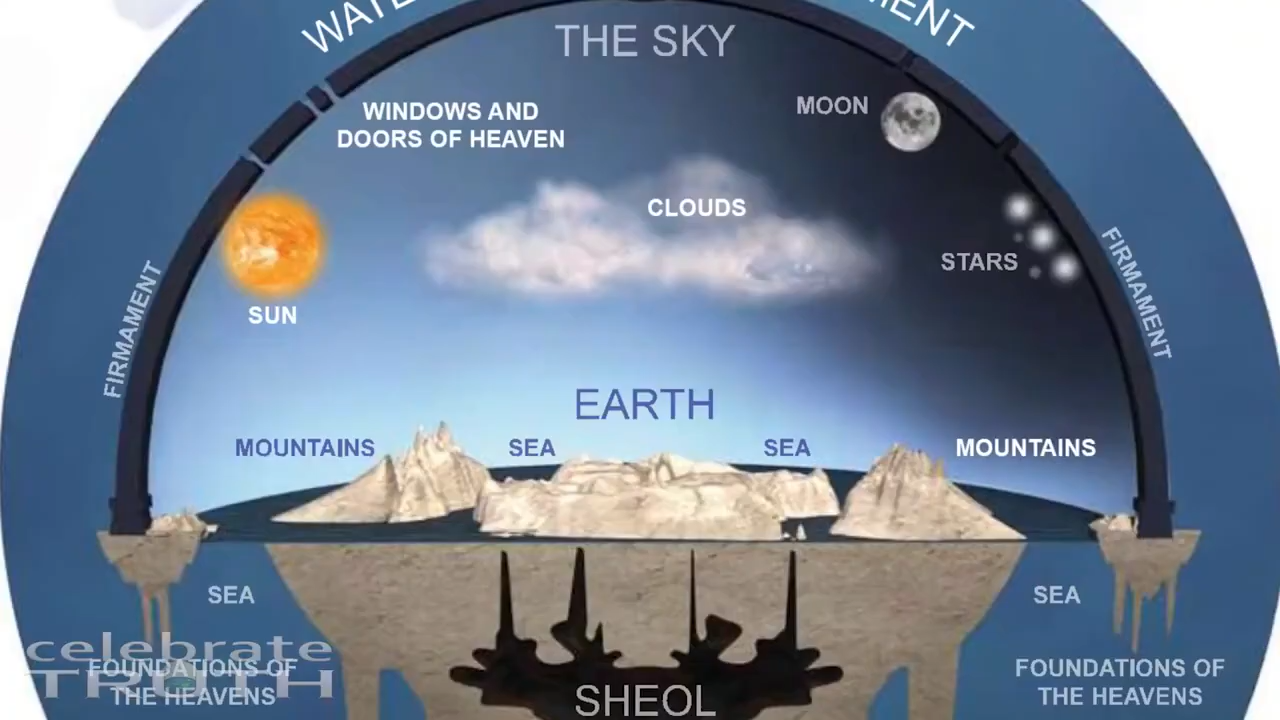 THE SKY
WINDOWS AND
DOORS OF HEAVEN
MOON
CLOUDS
STARS
SUN
FIRMAMENT
FIRMAMENT
EARTH
MOUNTAINS
SEA
SEA
MOUNTAINS
SEA
SEA
celebrate
TRUTH
FOUNDATIONS OF
THE HEAVENS
FOUNDATIONS OF
THE HEAVENS
SHEOL